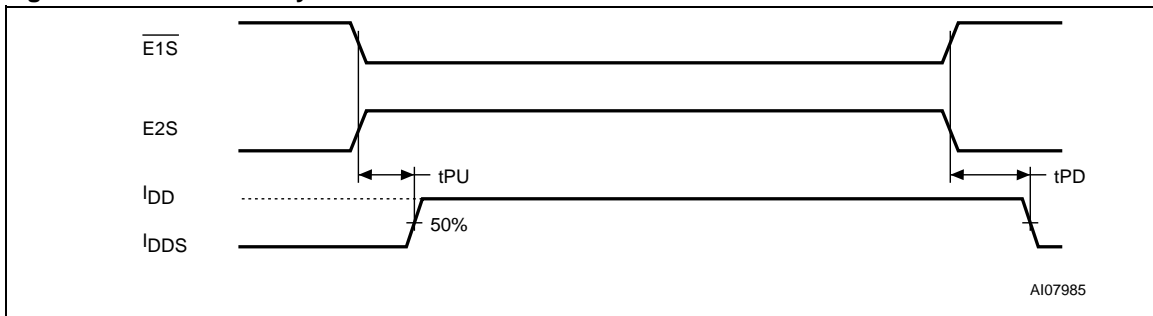 E1S
E2S
tPU
tPD
IDD
50%
IDDS
AI07985